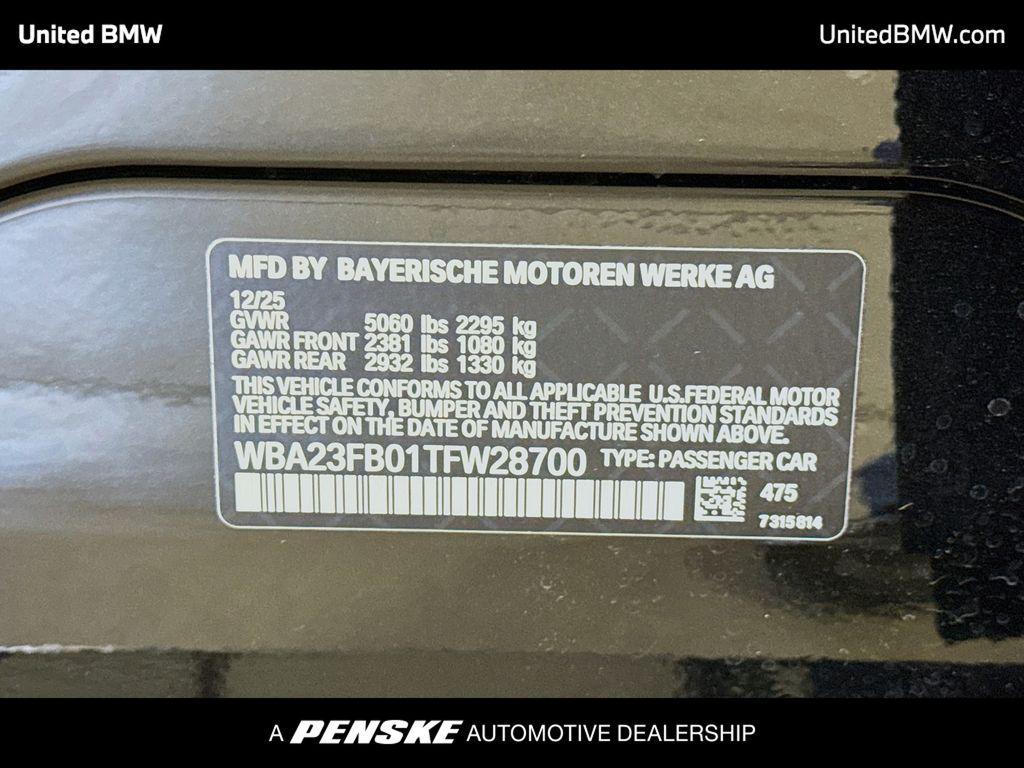 United BMW
UnitedBMW.com
MFD BY BAYERISCHE MOTOREN WERKE AG
12/25
GVWR 5060 lbs 2295 kg
GAWR FRONT 2381 lbs 1080 kg
GAWR REAR 2932 lbs 1330 kg
THIS VEHICLE CONFORMS TO ALL APPLICABLE U.S.FEDERAL MOTOR
VEHICLE SAFETY, BUMPER AND THEFT PREVENTION STANDARDS
IN EFFECT ON THE DATE OF MANUFACTURE SHOWN ABOVE.
WBA23FB01TFW28700 TYPE: PASSENGER CAR
475
7315614
A PENSKE AUTOMOTIVE DEALERSHIP